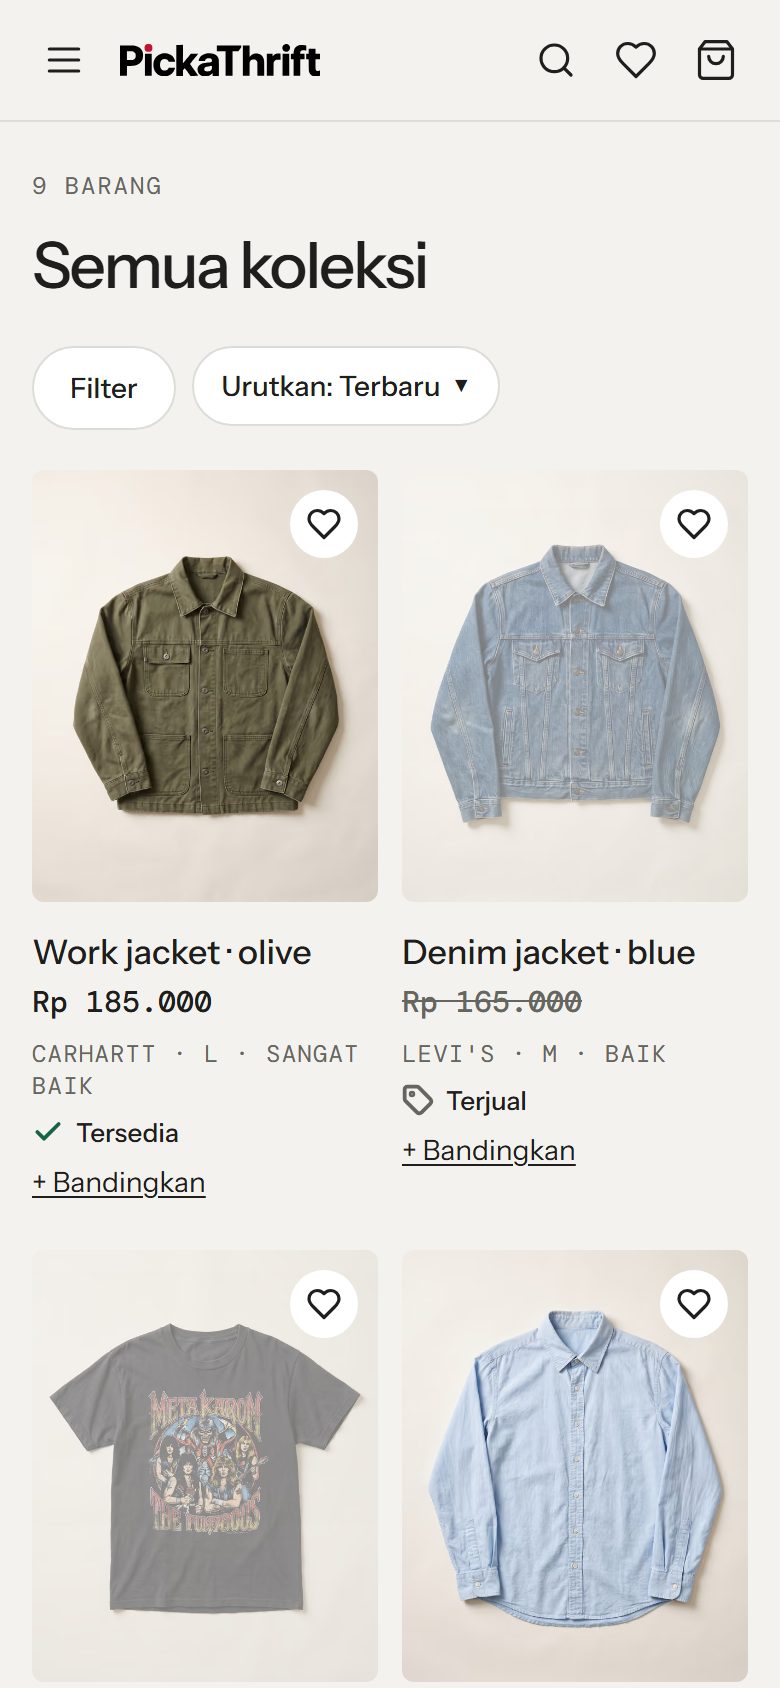 PickaThrift
9 BARANG
Semua koleksi
Filter
Urutkan: Terbaru ▼
Work jacket · olive
Rp 185.000
CARHARTT · L · SANGAT
BAIK
Tersedia
+ Bandingkan
Denim jacket · blue
Rp 165.000
LEVI'S · M · BAIK
Terjual
+ Bandingkan